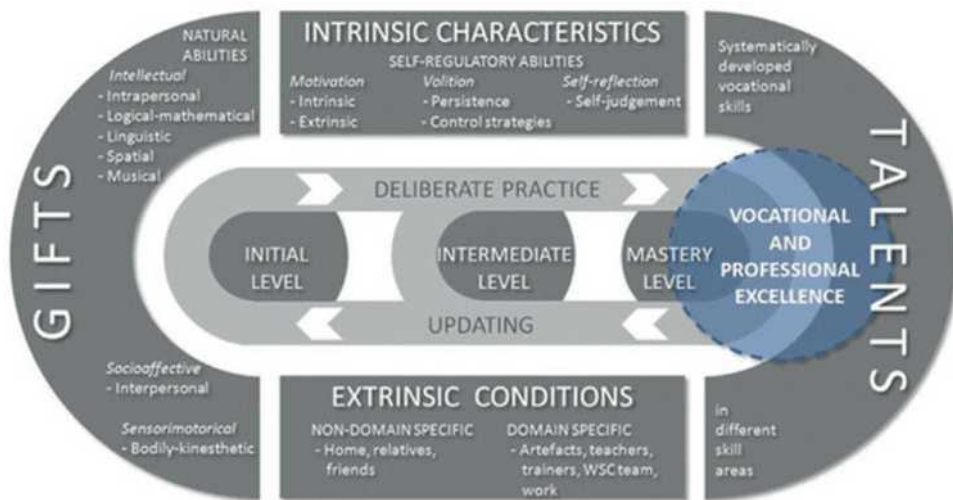 GIFTS
NATURAL
ABILITIES
Intellectual
- Intrapersonal
- Logical-mathematical
- Linguistic
- Spatial
- Musical
Socioaffective
- Interpersonal
Sensorimotorical
- Bodily-kinesthetic
INTRINSIC CHARACTERISTICS
SELF-REGULATORY ABILITIES
Motivation
- Intrinsic
- Extrinsic
Volition
- Persistence
- Control strategies
Self-reflection
- Self-judgement
DELIBERATE PRACTICE
INITIAL
LEVEL
INTERMEDIATE
LEVEL
MASTERY
LEVEL
UPDATING
VOCATIONAL
AND
PROFESSIONAL
EXCELLENCE
EXTRINSIC CONDITIONS
NON-DOMAIN SPECIFIC
- Home, relatives,
friends
DOMAIN SPECIFIC
- Artefacts, teachers,
trainers, WSC team,
work
TALENTS
Systematically
developed
vocational
skills
in
different
skill
areas